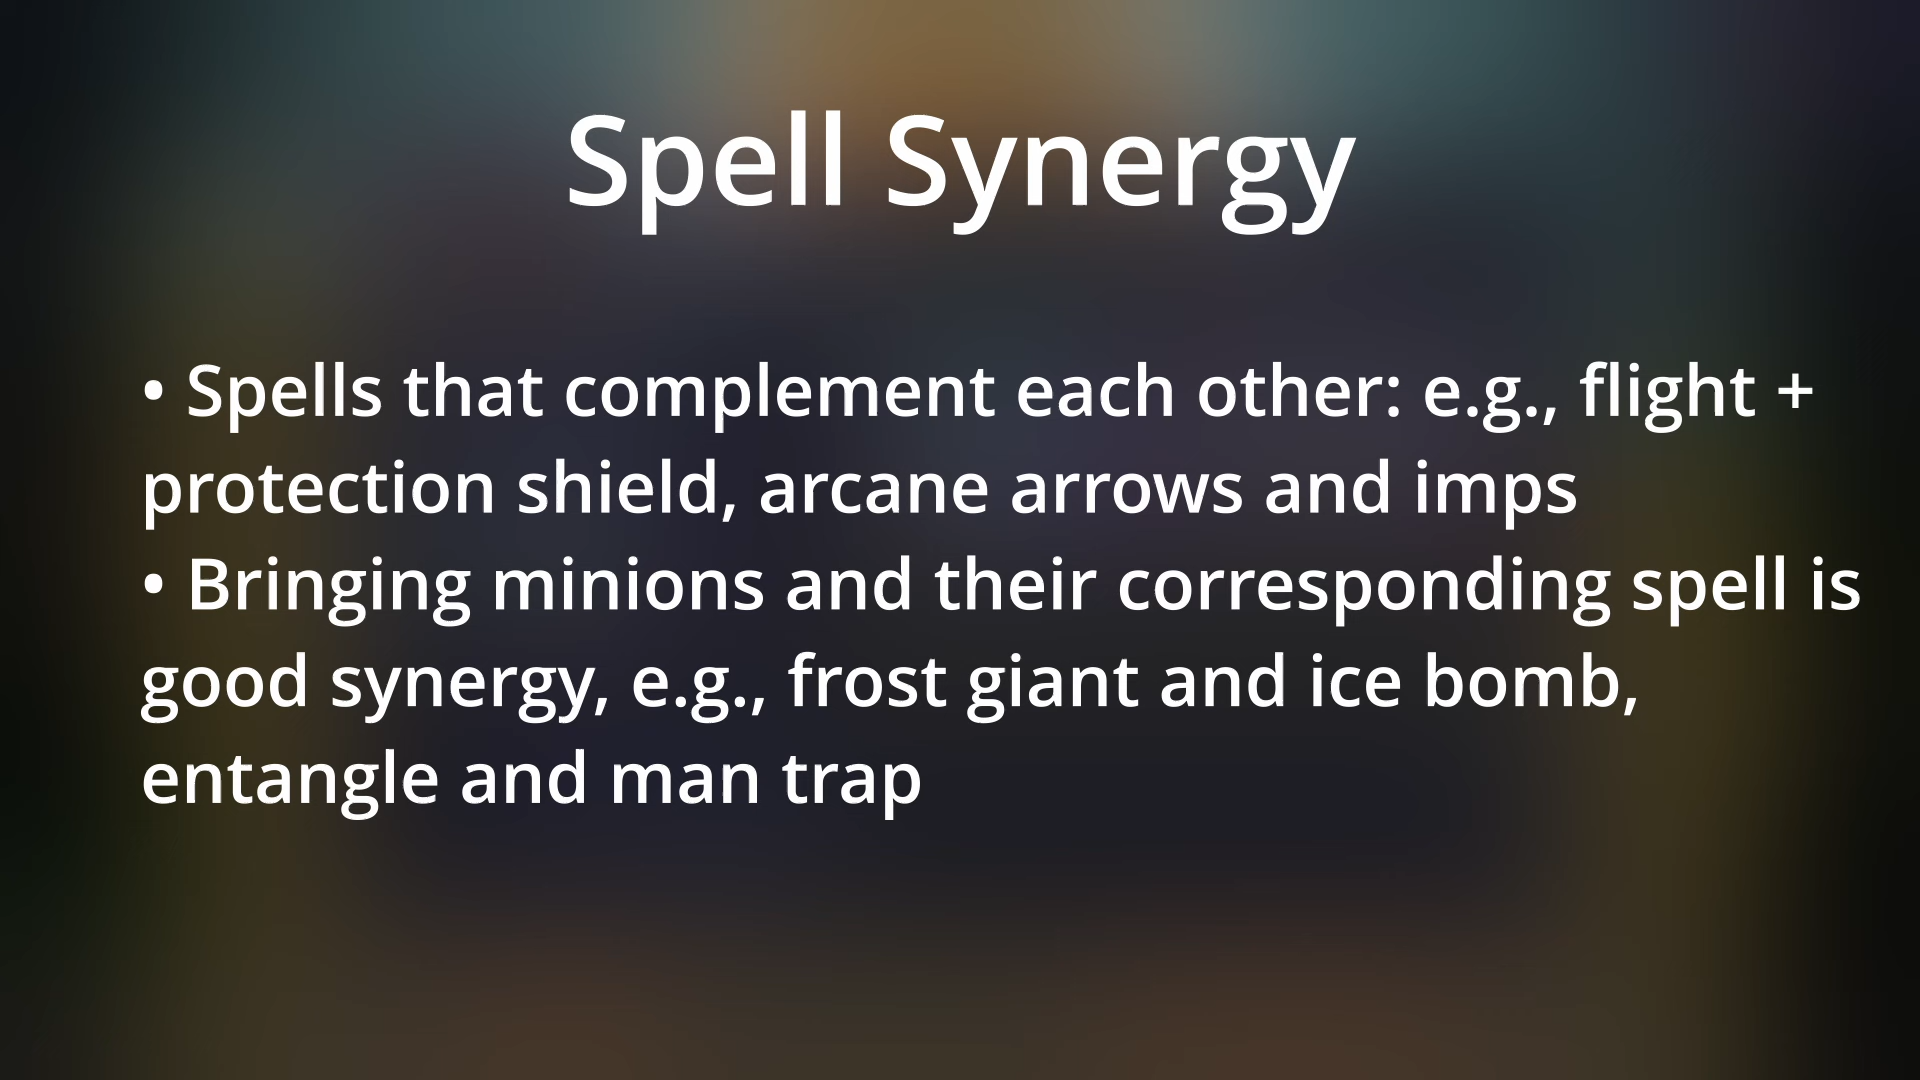 Spell Synergy
• Spells that complement each other: e.g., flight +
protection shield, arcane arrows and imps
• Bringing minions and their corresponding spell is
good synergy, e.g., frost giant and ice bomb,
entangle and man trap